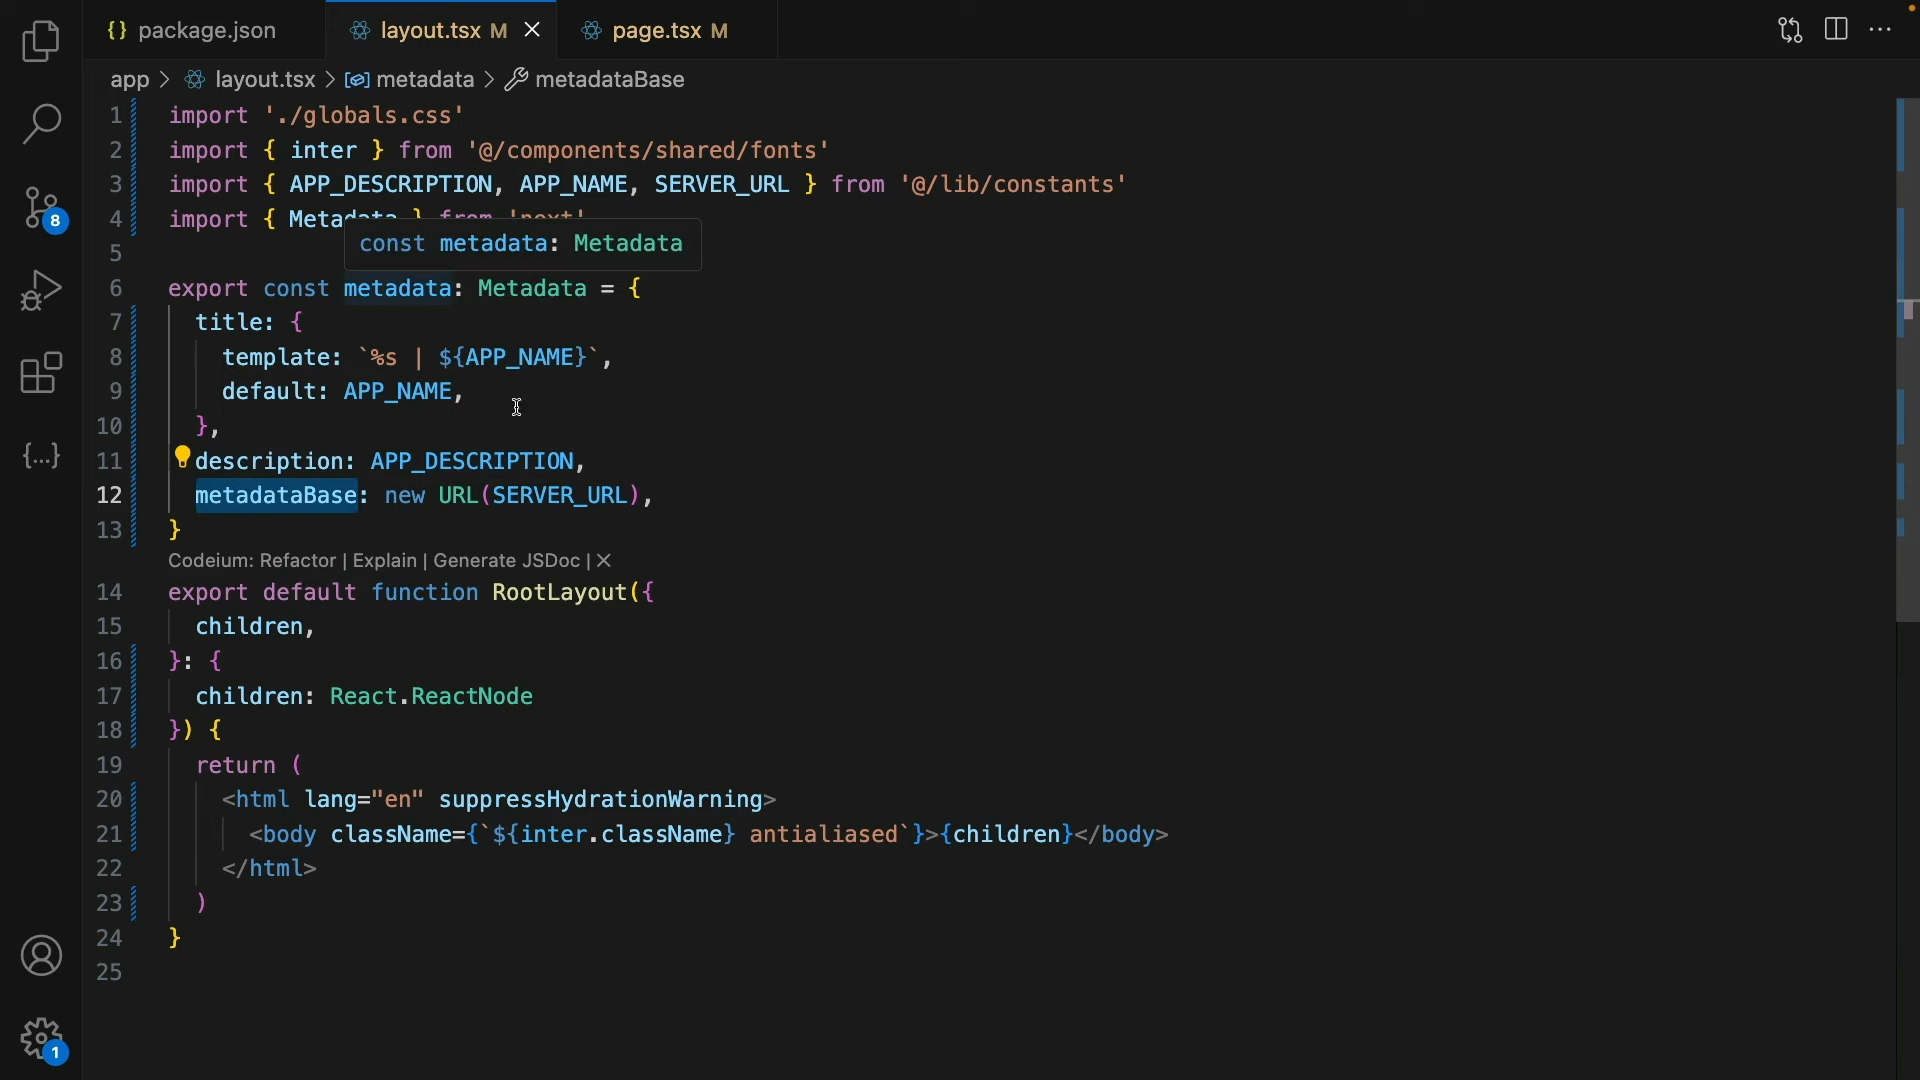 {} package.json layout.tsx M page.tsx M
app > layout.tsx > metadata > metadataBase
1 import './globals.css'
2 import { inter } from '@/components/shared/fonts'
3 import { APP_DESCRIPTION, APP_NAME, SERVER_URL } from '@/lib/constants'
4 import { Metadata } from 'next'
const metadata: Metadata
5
6 export const metadata: Metadata = {
7 title: {
8 template: `%s | ${APP_NAME}`,
9 default: APP_NAME,
10 },
11 description: APP_DESCRIPTION,
12 metadataBase: new URL(SERVER_URL),
13 }
Codeium: Refactor | Explain | Generate JSDoc | ✕
14 export default function RootLayout({
15 children,
16 }: {
17 children: React.ReactNode
18 }) {
19 return (
20 <html lang="en" suppressHydrationWarning>
21 <body className={`${inter.className} antialiased`}>{children}</body>
22 </html>
23 )
24 }
25
8
{...}
1